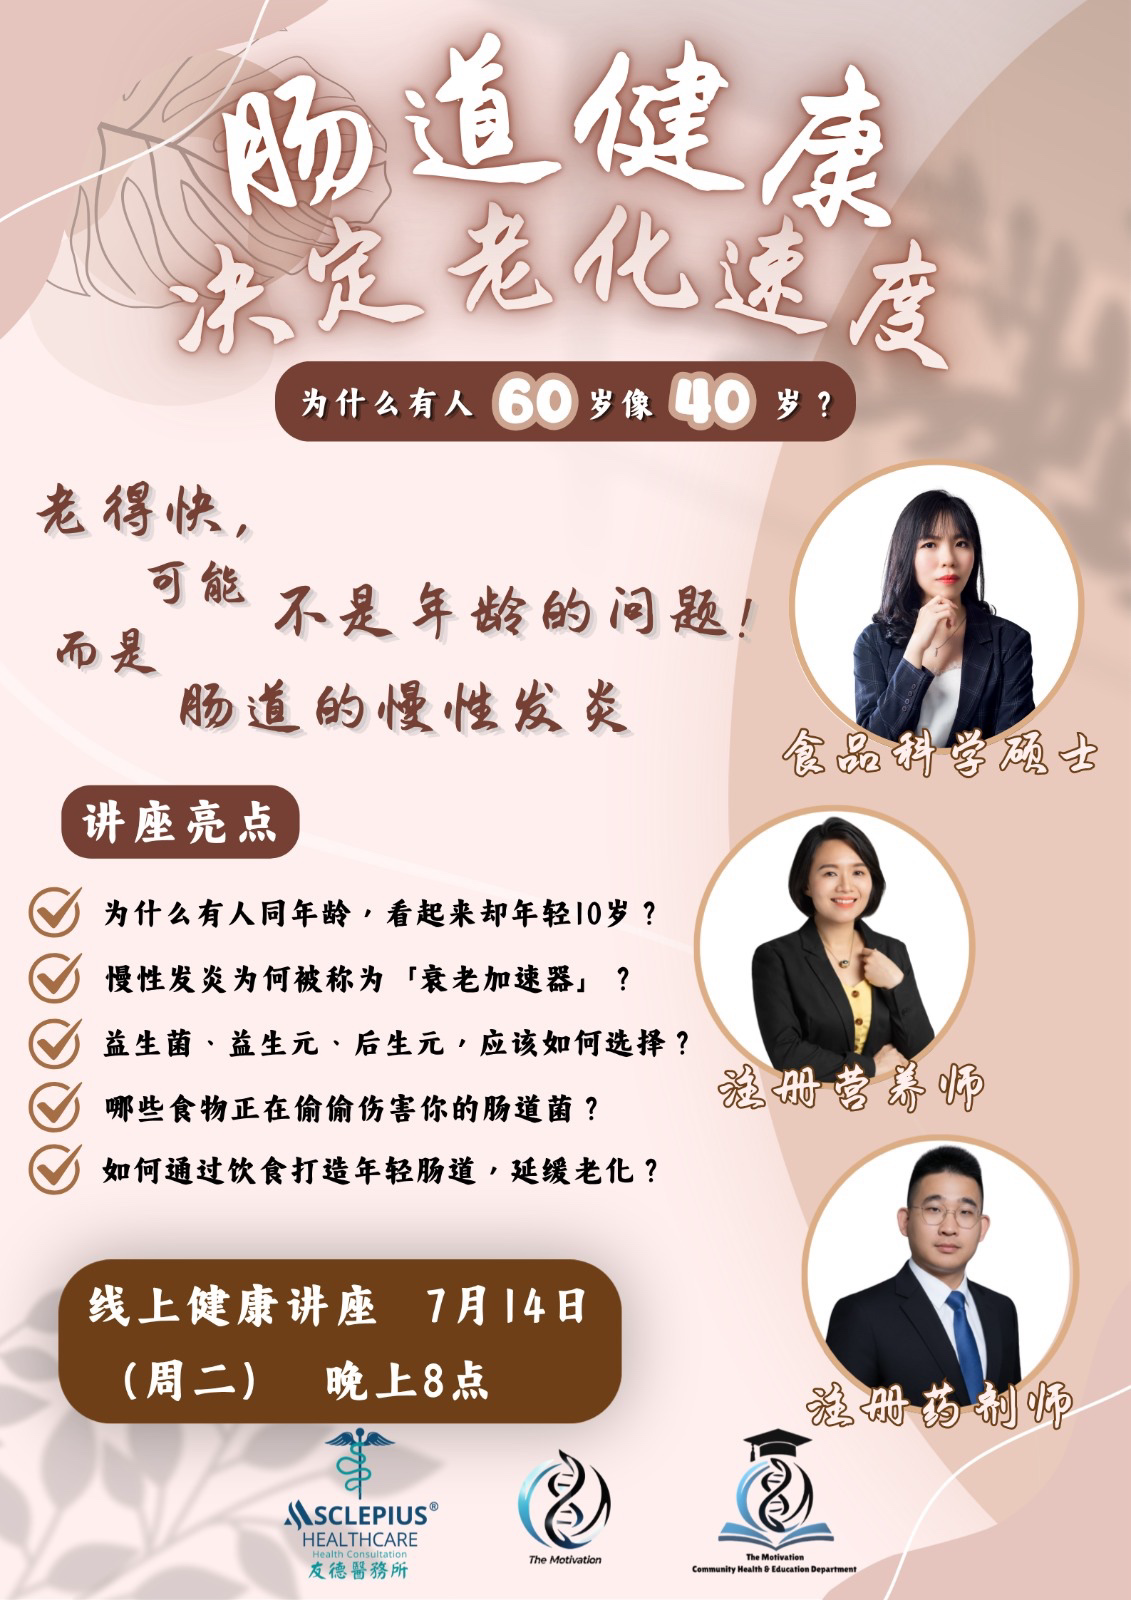 肠道健康
决定老化速度
为什么有人60岁像40岁？
老得快，
可能
不是年龄的问题！
而是
肠道的慢性发炎
食品科学硕士
讲座亮点
为什么有人同年龄，看起来却年轻10岁？
慢性发炎为何被称为「衰老加速器」？
益生菌、益生元、后生元，应该如何选择？
哪些食物正在偷偷伤害你的肠道菌？
如何通过饮食打造年轻肠道，延缓老化？
注册营养师
注册药剂师
线上健康讲座 7月14日
（周二） 晚上8点
ASCLEPIUS®
HEALTHCARE
Health Consultation
友德醫務所
The Motivation
The Motivation
Community Health & Education Department